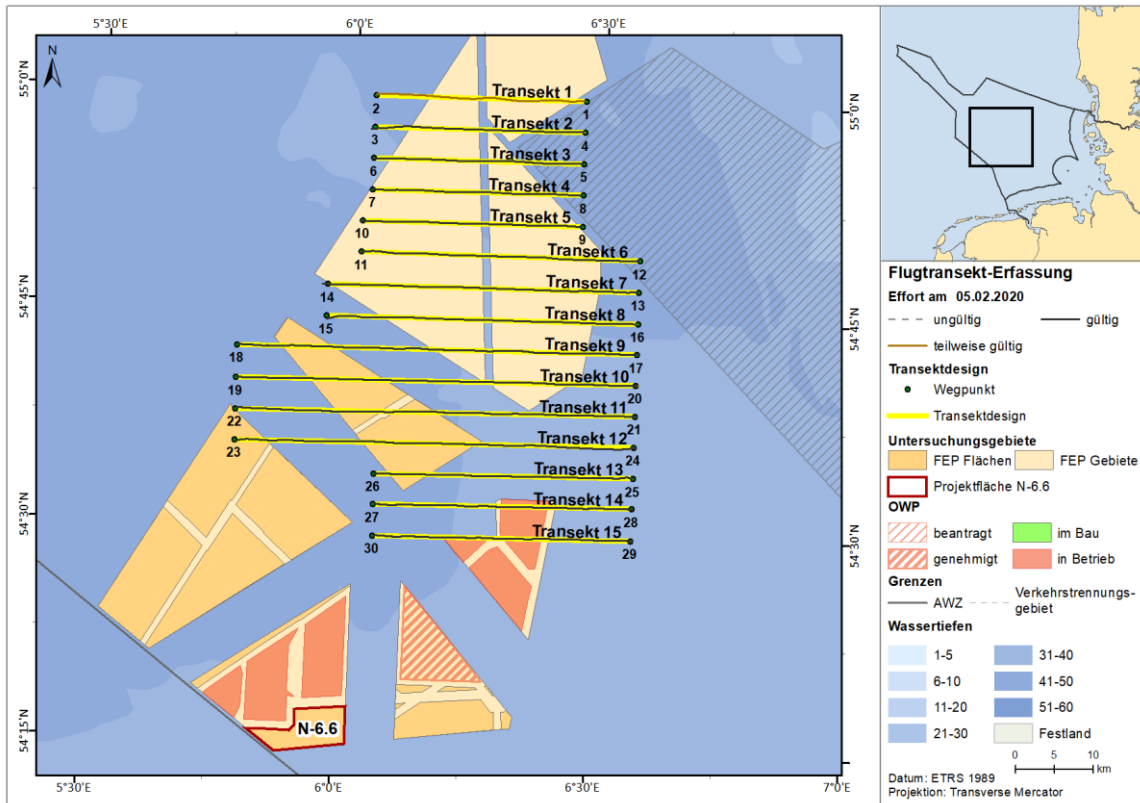 5°30'E
6°0'E
6°30'E
N
55°0'N
54°45'N
54°30'N
54°15'N
55°0'N
54°45'N
54°30'N
5°30'E
6°0'E
6°30'E
7°0'E
Transekt 1
2
1
Transekt 2
3
4
Transekt 3
6
5
Transekt 4
7
8
Transekt 5
10
9
Transekt 6
11
12
Transekt 7
14
13
Transekt 8
15
16
Transekt 9
18
17
Transekt 10
19
20
Transekt 11
22
21
Transekt 12
23
24
Transekt 13
26
25
Transekt 14
27
28
Transekt 15
30
29
N-6.6
Flugtransekt-Erfassung
Effort am 05.02.2020
ungültig
gültig
teilweise gültig
Transektdesign
Wegpunkt
Transektdesign
Untersuchungsgebiete
FEP Flächen
FEP Gebiete
Projektfläche N-6.6
OWP
beantragt
im Bau
genehmigt
in Betrieb
Grenzen
AWZ
Verkehrstrennungs-
gebiet
Wassertiefen
1-5
31-40
6-10
41-50
11-20
51-60
21-30
Festland
0 5 10
km
Datum: ETRS 1989
Projektion: Transverse Mercator